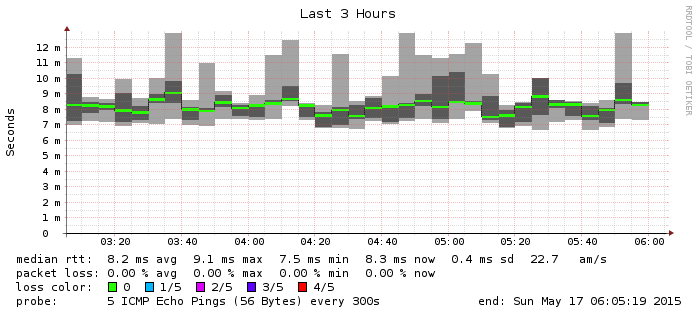 Last 3 Hours
RRDTOOL / TOBI OETIKER
Seconds
12 m
11 m
10 m
9 m
8 m
7 m
6 m
5 m
4 m
3 m
2 m
1 m
0
03:20 03:40 04:00 04:20 04:40 05:00 05:20 05:40 06:00
median rtt: 8.2 ms avg 9.1 ms max 7.5 ms min 8.3 ms now 0.4 ms sd 22.7 am/s
packet loss: 0.00 % avg 0.00 % max 0.00 % min 0.00 % now
loss color: 0 1/5 2/5 3/5 4/5
probe: 5 ICMP Echo Pings (56 Bytes) every 300s end: Sun May 17 06:05:19 2015